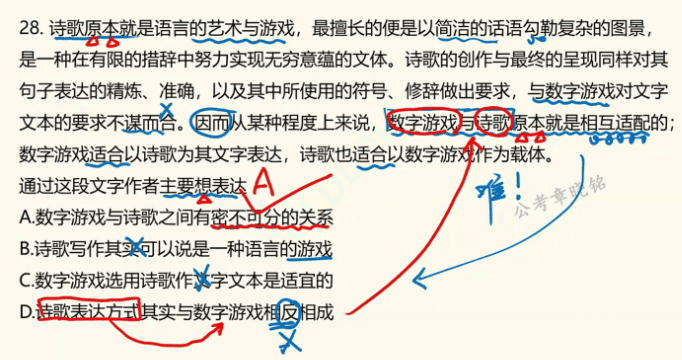 28. 诗歌原本就是语言的艺术与游戏，最擅长的便是以简洁的话语勾勒复杂的图景，
是一种在有限的措辞中努力实现无穷意蕴的文体。诗歌的创作与最终的呈现同样对其
句子表达的精炼、准确，以及其中所使用的符号、修辞做出要求，与数字游戏对文字
文本的要求不谋而合。因而从某种程度上来说，数字游戏与诗歌原本就是相互适配的；
数字游戏适合以诗歌为其文字表达，诗歌也适合以数字游戏作为载体。
通过这段文字作者主要想表达
A
难！
公考章晓铭
A.数字游戏与诗歌之间有密不可分的关系
B.诗歌写作其实可以说是一种语言的游戏
C.数字游戏选用诗歌作文字文本是适宜的
D.诗歌表达方式其实与数字游戏相反相成